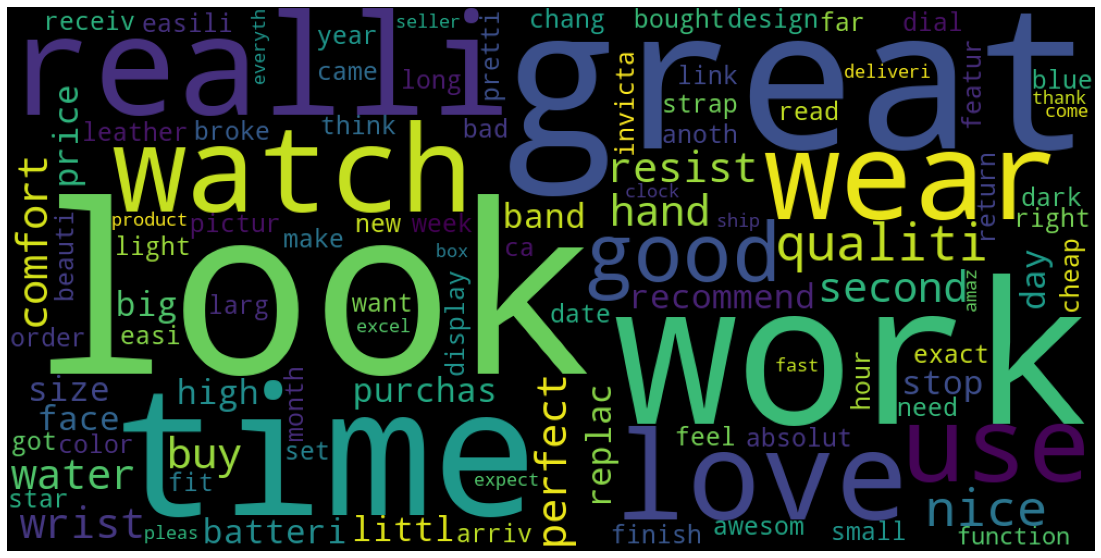 receiv easili everyth year seller chang bought design far dial
realli great
came long pretti link deliveri blue
price strap read featur thank come
leather broke think bad invicta anoth
watch resist wear
comfort clock return dark right
beauti product pictur new week band hand
light make ca ship good qualiti
look
big larg want box display recommend second amaz day cheap
order easi excel date
work
fast hour exact stop need
size high month purchas perfect replac
face time love use
got color buy set expect feel absolut
water fit
star nice
wrist pleas batteri littl arriv finish awesom small function